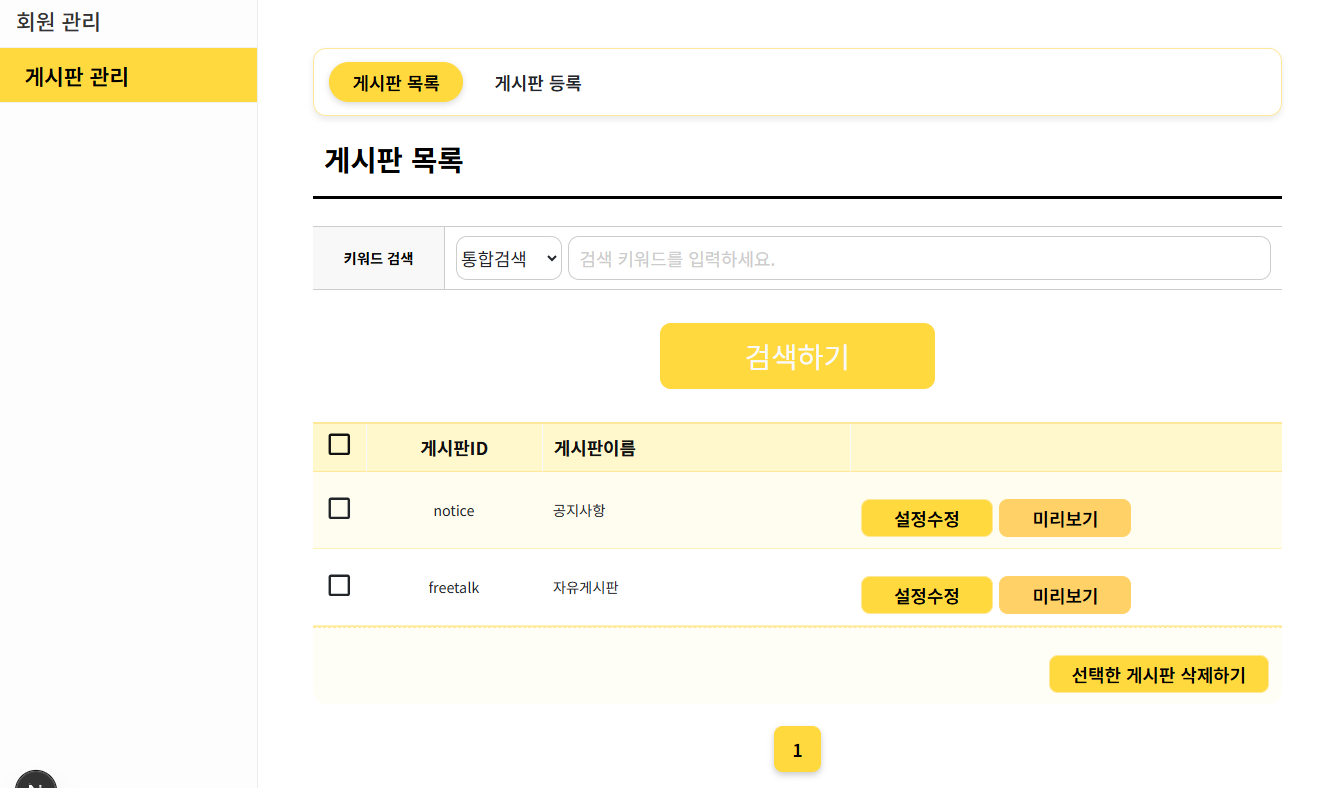 회원 관리
게시판 관리
게시판 목록 게시판 등록
게시판 목록
키워드 검색 통합검색 검색 키워드를 입력하세요.
검색하기
게시판ID 게시판이름
notice 공지사항 설정수정 미리보기
freetalk 자유게시판 설정수정 미리보기
선택한 게시판 삭제하기
1